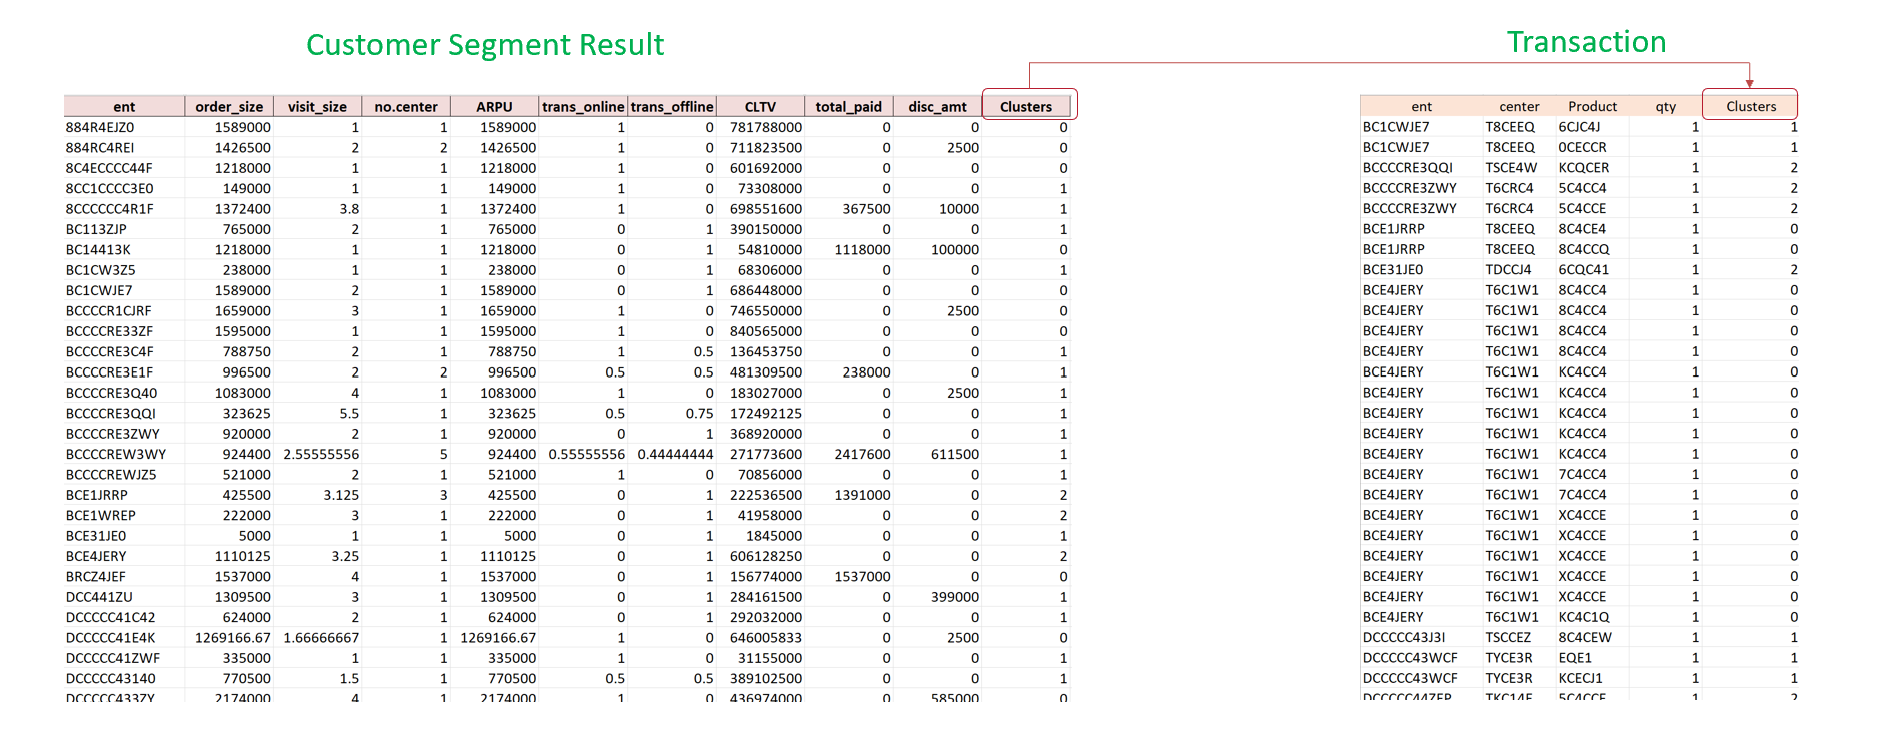 Customer Segment Result
Transaction
ent order_size visit_size no.center ARPU trans_online trans_offline CLTV total_paid disc_amt Clusters
884R4EJZ0 1589000 1 1 1589000 1 0 781788000 0 0 0
884RC4REI 1426500 2 2 1426500 1 0 711823500 0 2500 0
8C4ECCCC44F 1218000 1 1 1218000 1 0 601692000 0 0 0
8CC1CCCC3E0 149000 1 1 149000 1 0 73308000 0 0 1
8CCCCCC4R1F 1372400 3.8 1 1372400 1 0 698551600 367500 10000 1
BC113ZJP 765000 2 1 765000 0 1 390150000 0 0 1
BC14413K 1218000 1 1 1218000 0 1 54810000 1118000 100000 0
BC1CW3Z5 238000 1 1 238000 0 1 68306000 0 0 1
BC1CWJE7 1589000 2 1 1589000 0 1 686448000 0 0 0
BCCCCR1CJRF 1659000 3 1 1659000 1 0 746550000 0 2500 0
BCCCCRE33ZF 1595000 1 1 1595000 1 0 840565000 0 0 0
BCCCCRE3C4F 788750 2 1 788750 1 0.5 136453750 0 0 1
BCCCCRE3E1F 996500 2 2 996500 0.5 0.5 481309500 238000 0 1
BCCCCRE3Q40 1083000 4 1 1083000 1 0 183027000 0 2500 1
BCCCCRE3QQI 323625 5.5 1 323625 0.5 0.75 172492125 0 0 1
BCCCCRE3ZWY 920000 2 1 920000 0 1 368920000 0 0 1
BCCCCREW3WY 924400 2.55555556 5 924400 0.55555556 0.44444444 271773600 2417600 611500 1
BCCCCREWJZ5 521000 2 1 521000 1 0 70856000 0 0 1
BCE1JRRP 425500 3.125 3 425500 0 1 222536500 1391000 0 2
BCE1WREP 222000 3 1 222000 0 1 41958000 0 0 2
BCE31JE0 5000 1 1 5000 0 1 1845000 0 0 1
BCE4JERY 1110125 3.25 1 1110125 0 1 606128250 0 0 2
BRCZ4JEF 1537000 4 1 1537000 0 1 156774000 1537000 0 0
DCC441ZU 1309500 3 1 1309500 0 1 284161500 0 399000 1
DCCCCC41C42 624000 2 1 624000 0 1 292032000 0 0 1
DCCCCC41E4K 1269166.67 1.66666667 1 1269166.67 1 0 646005833 0 2500 0
DCCCCC41ZWF 335000 1 1 335000 1 0 31155000 0 0 1
DCCCCC43140 770500 1.5 1 770500 0.5 0.5 389102500 0 0 1
DCCCCC433ZY 2174000 4 1 2174000 1 0 436974000 0 585000 0
ent center Product qty Clusters
BC1CWJE7 T8CEEQ 6CJC4J 1 1
BC1CWJE7 T8CEEQ 0CECCR 1 1
BCCCCRE3QQI TSCE4W KCQCER 1 2
BCCCCRE3ZWY T6CRC4 5C4CC4 1 2
BCCCCRE3ZWY T6CRC4 5C4CCE 1 2
BCE1JRRP T8CEEQ 8C4CE4 1 0
BCE1JRRP T8CEEQ 8C4CCQ 1 0
BCE31JE0 TDCCJ4 6CQC41 1 2
BCE4JERY T6C1W1 8C4CC4 1 0
BCE4JERY T6C1W1 8C4CC4 1 0
BCE4JERY T6C1W1 8C4CC4 1 0
BCE4JERY T6C1W1 8C4CC4 1 0
BCE4JERY T6C1W1 KC4CC4 1 0
BCE4JERY T6C1W1 KC4CC4 1 0
BCE4JERY T6C1W1 KC4CC4 1 0
BCE4JERY T6C1W1 KC4CC4 1 0
BCE4JERY T6C1W1 KC4CC4 1 0
BCE4JERY T6C1W1 7C4CC4 1 0
BCE4JERY T6C1W1 7C4CC4 1 0
BCE4JERY T6C1W1 XC4CCE 1 0
BCE4JERY T6C1W1 XC4CCE 1 0
BCE4JERY T6C1W1 XC4CCE 1 0
BCE4JERY T6C1W1 XC4CCE 1 0
BCE4JERY T6C1W1 XC4CCE 1 0
BCE4JERY T6C1W1 KC4C1Q 1 0
DCCCCC43J3I TSCCEZ 8C4CEW 1 1
DCCCCC43WCF TYCE3R EQE1 1 1
DCCCCC43WCF TYCE3R KCECJ1 1 1
5C4CCE 1 2